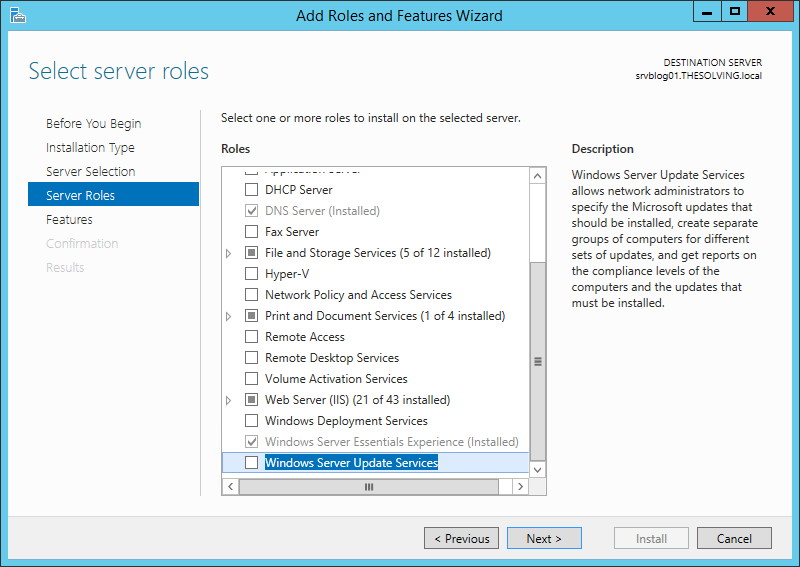 Add Roles and Features Wizard
Select server roles
DESTINATION SERVER
srvblog01.THESOLVING.local
Before You Begin
Installation Type
Server Selection
Server Roles
Features
Confirmation
Results
Select one or more roles to install on the selected server.
Roles
DHCP Server
DNS Server (Installed)
Fax Server
File and Storage Services (5 of 12 installed)
Hyper-V
Network Policy and Access Services
Print and Document Services (1 of 4 installed)
Remote Access
Remote Desktop Services
Volume Activation Services
Web Server (IIS) (21 of 43 installed)
Windows Deployment Services
Windows Server Essentials Experience (Installed)
Windows Server Update Services
Description
Windows Server Update Services
allows network administrators to
specify the Microsoft updates that
should be installed, create separate
groups of computers for different
sets of updates, and get reports on
the compliance levels of the
computers and the updates that
must be installed.
< Previous
Next >
Install
Cancel